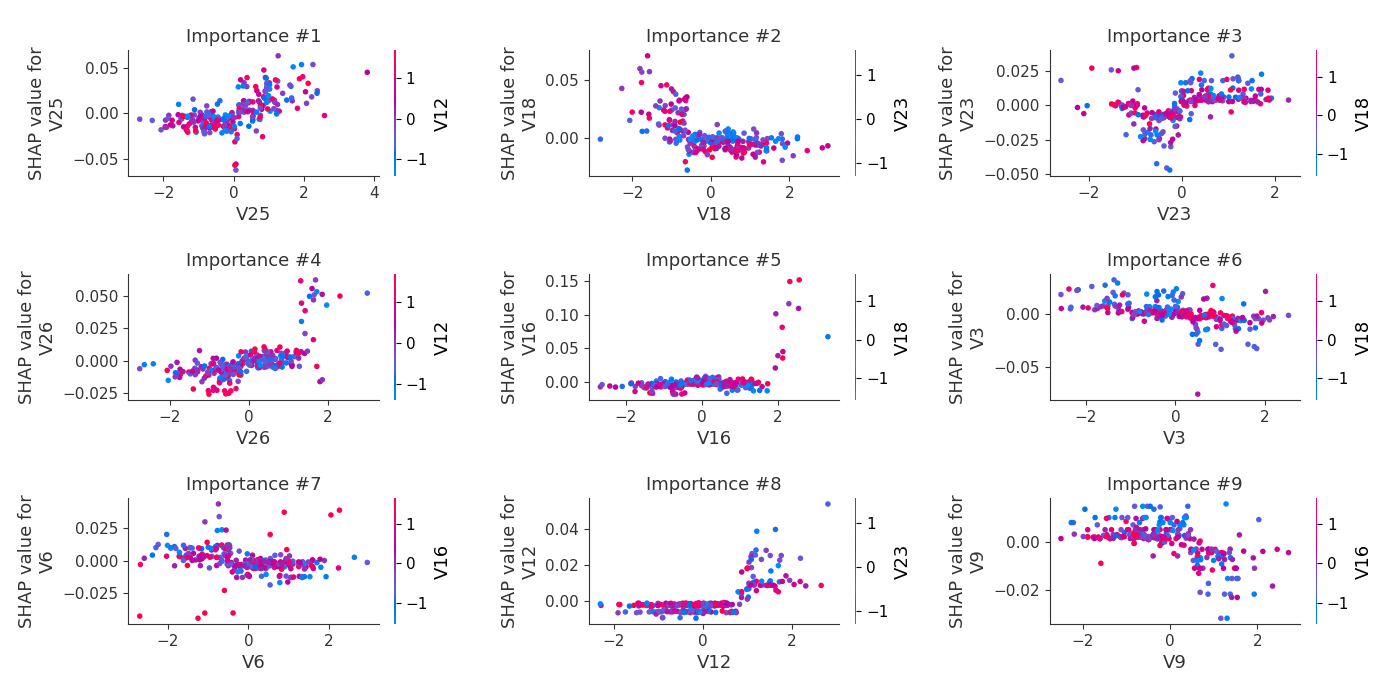 Importance #1
SHAP value for
V25
0.05
0.00
−0.05
−2
0
2
4
V25
1
0
−1
V12
Importance #2
SHAP value for
V18
0.05
0.00
−2
0
2
V18
1
0
−1
V23
Importance #3
SHAP value for
V23
0.025
0.000
−0.025
−0.050
−2
0
2
V23
1
0
−1
V18
Importance #4
SHAP value for
V26
0.050
0.025
0.000
−0.025
−2
0
2
V26
1
0
−1
V12
Importance #5
SHAP value for
V16
0.15
0.10
0.05
0.00
−2
0
2
V16
1
0
−1
V18
Importance #6
SHAP value for
V3
0.00
−0.05
−2
0
2
V3
1
0
−1
V18
Importance #7
SHAP value for
V6
0.025
0.000
−0.025
−2
0
2
V6
1
0
−1
V16
Importance #8
SHAP value for
V12
0.04
0.02
0.00
−2
0
2
V12
1
0
−1
V23
Importance #9
SHAP value for
V9
0.00
−0.02
−2
0
2
V9
1
0
−1
V16